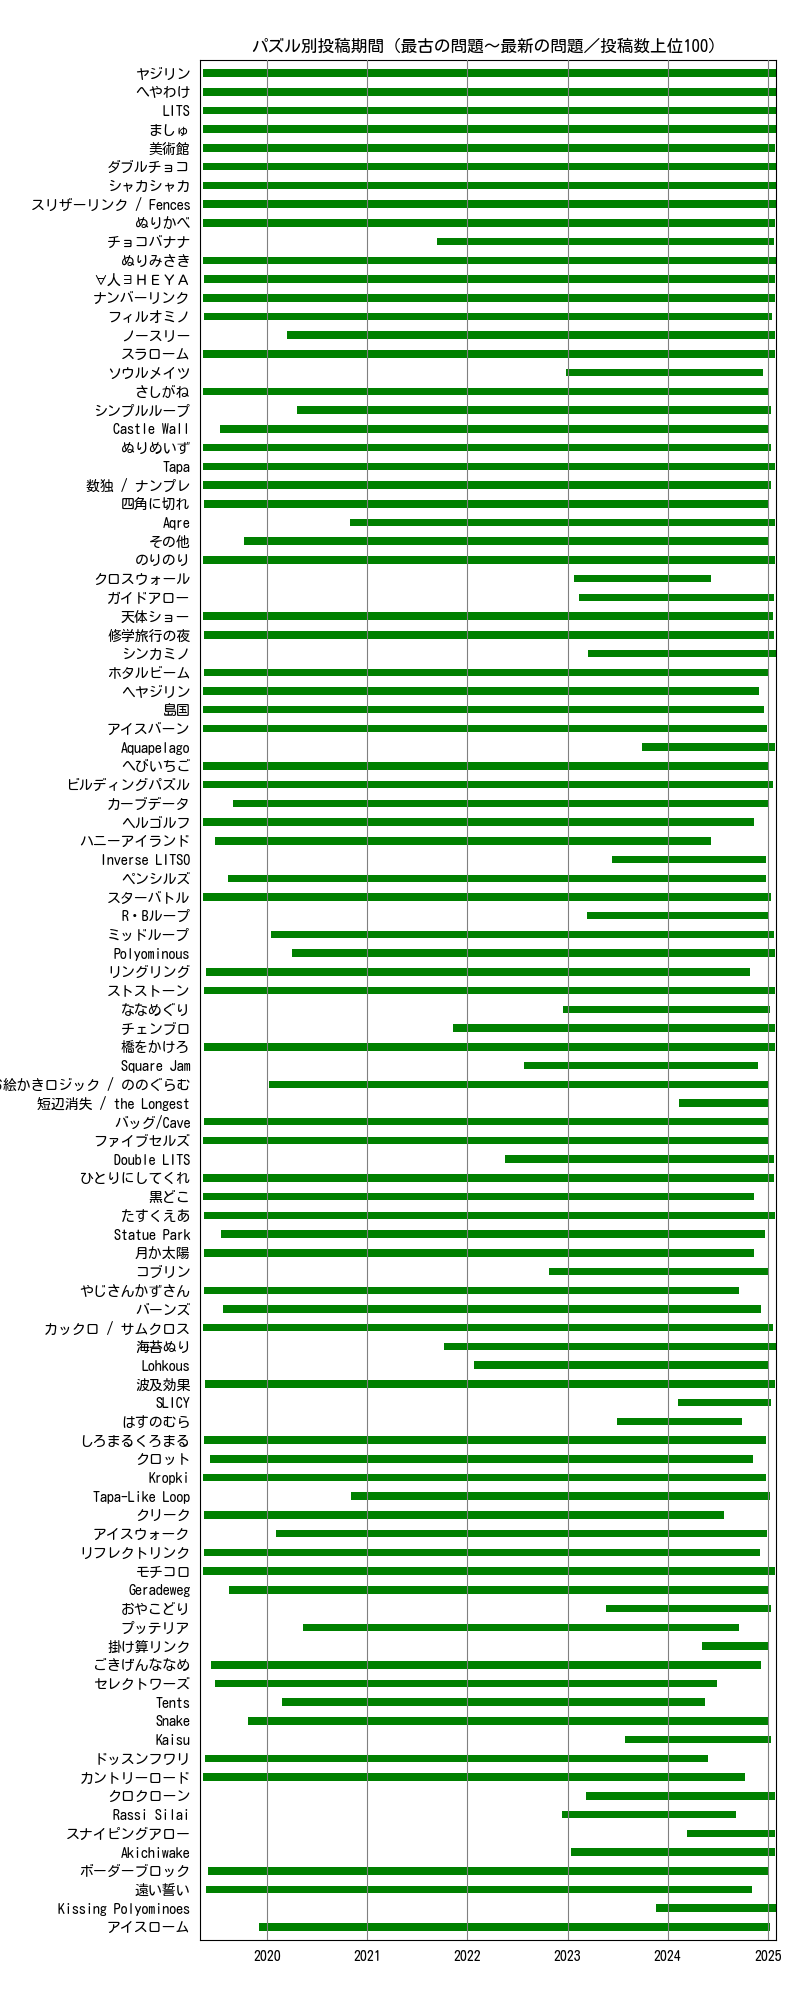 パズル別投稿期間（最古の問題～最新の問題／投稿数上位100）
ヤジリン
へやわけ
LITS
ましゅ
美術館
ダブルチョコ
シャカシャカ
スリザーリンク / Fences
ぬりかべ
チョコバナナ
ぬりみさき
∀人∃ＨＥＹＡ
ナンバーリンク
フィルオミノ
ノースリー
スラローム
ソウルメイツ
さしがね
シンプルループ
Castle Wall
ぬりめいず
Tapa
数独 / ナンプレ
四角に切れ
Aqre
その他
のりのり
クロスウォール
ガイドアロー
天体ショー
修学旅行の夜
シンカミノ
ホタルビーム
ヘヤジリン
島国
アイスバーン
Aquapelago
へびいちご
ビルディングパズル
カーブデータ
ヘルゴルフ
ハニーアイランド
Inverse LITSO
ペンシルズ
スターバトル
R・Bループ
ミッドループ
Polyominous
リングリング
ストストーン
ななめぐり
チェンブロ
橋をかけろ
Square Jam
絵かきロジック / ののぐらむ
短辺消失 / the Longest
バッグ/Cave
ファイブセルズ
Double LITS
ひとりにしてくれ
黒どこ
たすくえあ
Statue Park
月か太陽
コブリン
やじさんかずさん
バーンズ
カックロ / サムクロス
海苔ぬり
Lohkous
波及効果
SLICY
はすのむら
しろまるくろまる
クロット
Kropki
Tapa-Like Loop
クリーク
アイスウォーク
リフレクトリンク
モチコロ
Geradeweg
おやこどり
プッテリア
掛け算リンク
ごきげんななめ
セレクトワーズ
Tents
Snake
Kaisu
ドッスンフワリ
カントリーロード
クロクローン
Rassi Silai
スナイピングアロー
Akichiwake
ボーダーブロック
遠い誓い
Kissing Polyominoes
アイスローム
2020 2021 2022 2023 2024 2025